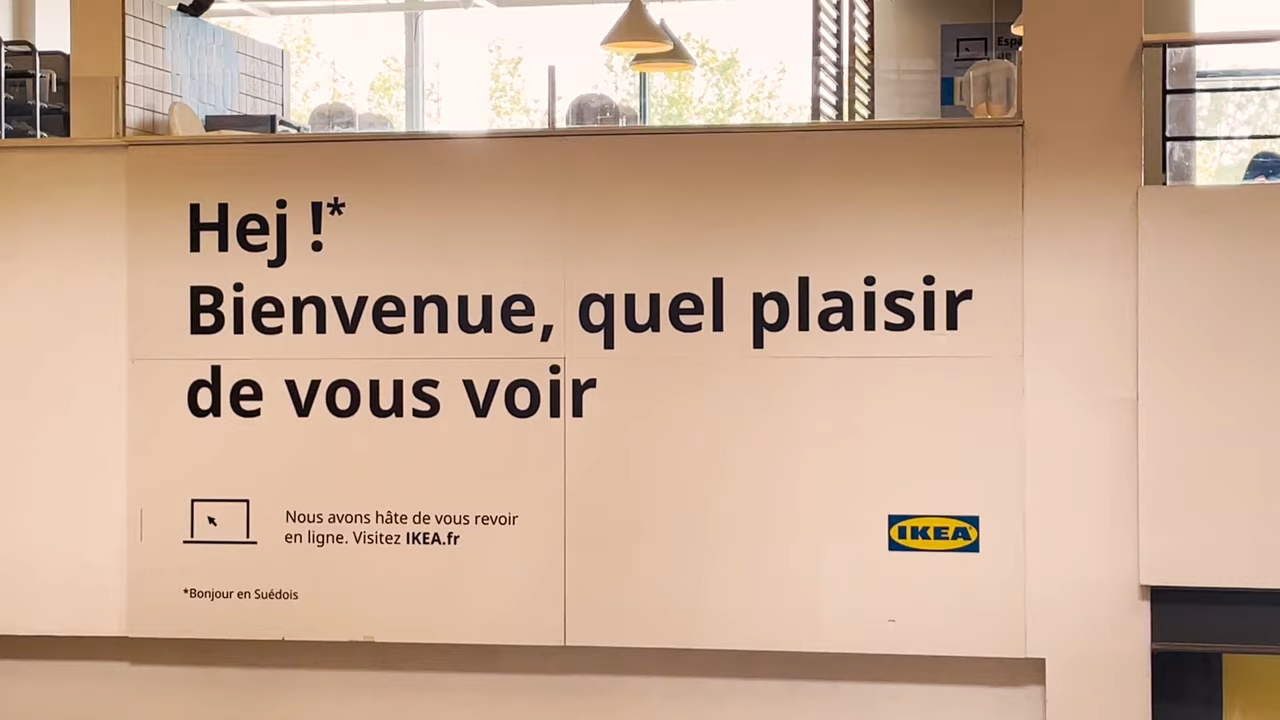 Hej !*
Bienvenue, quel plaisir
de vous voir
Nous avons hâte de vous revoir
en ligne. Visitez IKEA.fr
IKEA
*Bonjour en Suédois